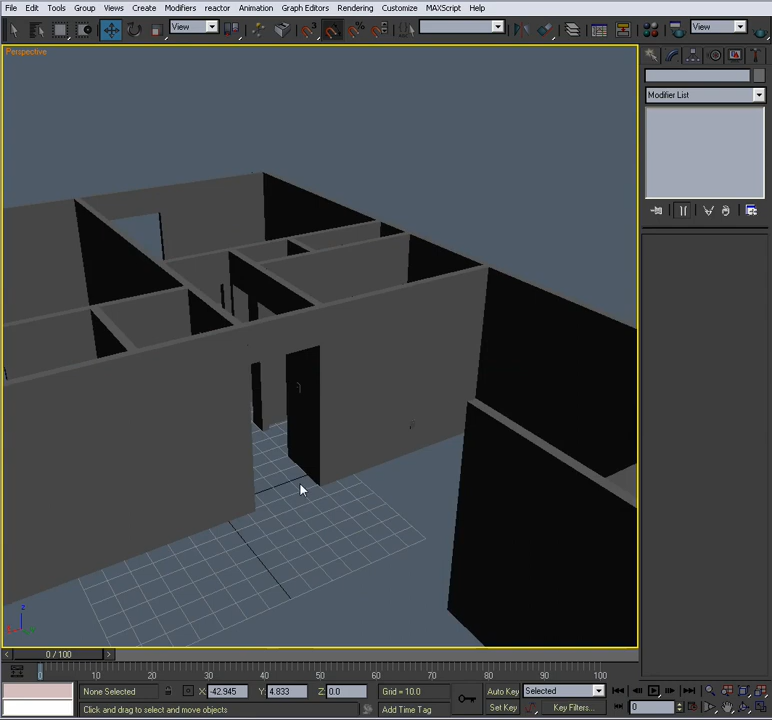 File Edit Tools Group Views Create Modifiers reactor Animation Graph Editors Rendering Customize MAXScript Help
View View
Perspective
Modifier List
z
0 / 100
0 10 20 30 40 50 60 70 80 90 100
None Selected X: -42.945 Y: 4.833 Z: 0.0 Grid = 10.0 Auto Key Selected
Click and drag to select and move objects Add Time Tag Set Key Key Filters... 0